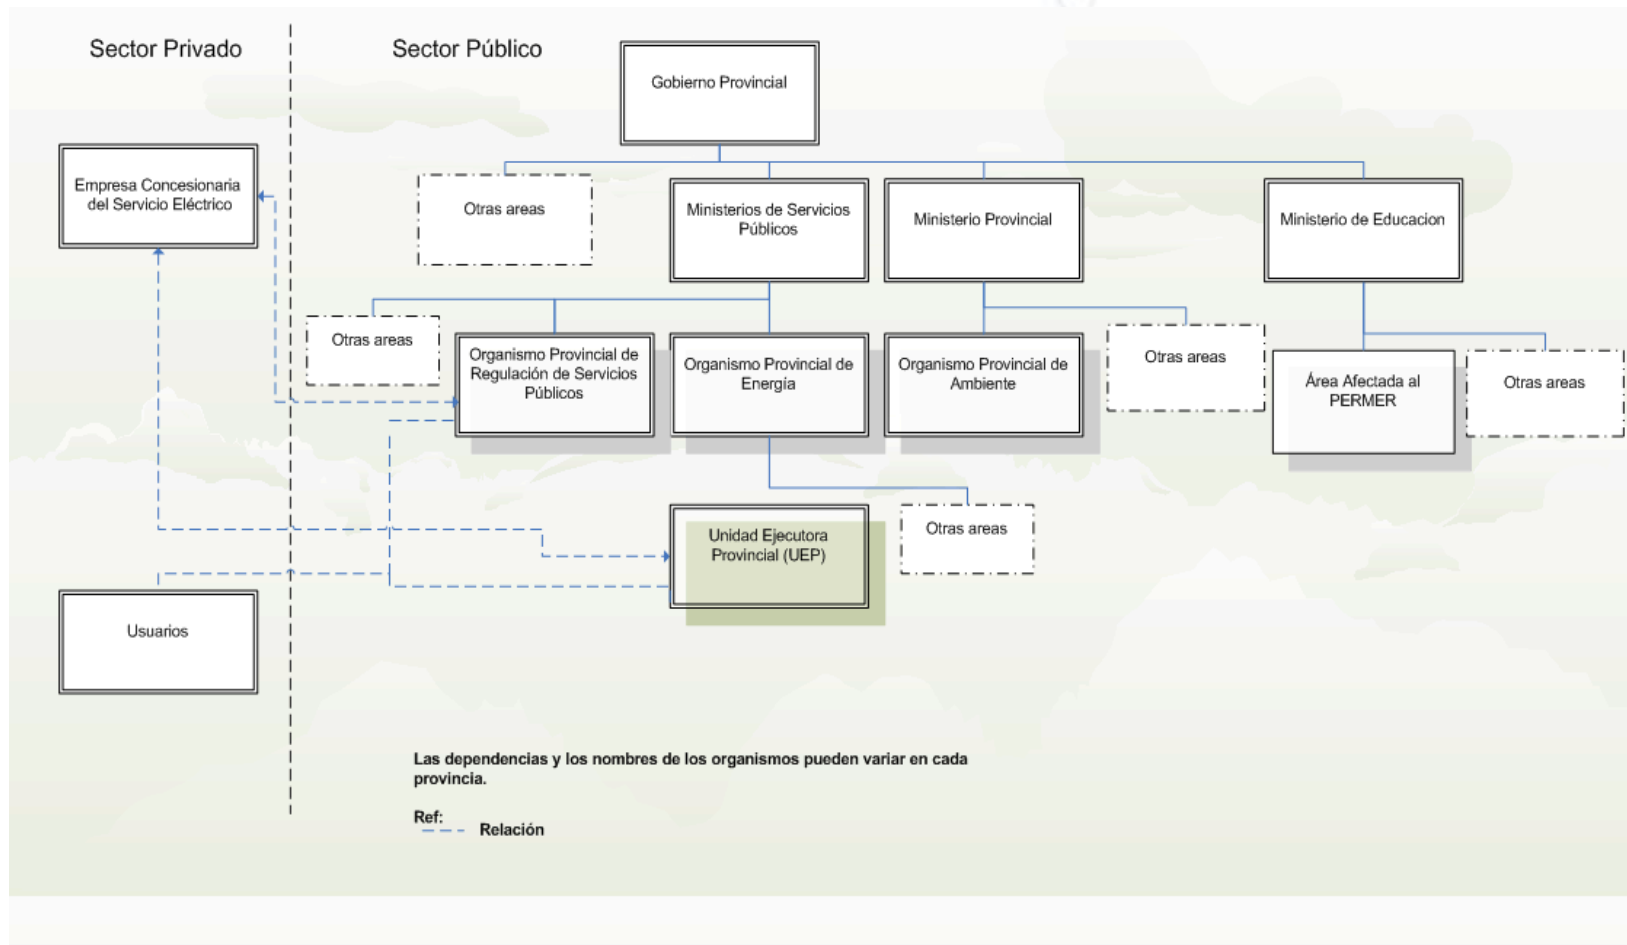 Sector Privado
Sector Público
Gobierno Provincial
Empresa Concesionaria
del Servicio Eléctrico
Otras areas
Ministerios de Servicios
Públicos
Ministerio Provincial
Ministerio de Educacion
Otras areas
Organismo Provincial de
Regulación de Servicios
Públicos
Organismo Provincial de
Energía
Organismo Provincial de
Ambiente
Otras areas
Área Afectada al
PERMER
Otras areas
Unidad Ejecutora
Provincial (UEP)
Otras areas
Usuarios
Las dependencias y los nombres de los organismos pueden variar en cada
provincia.
Ref:
Relación